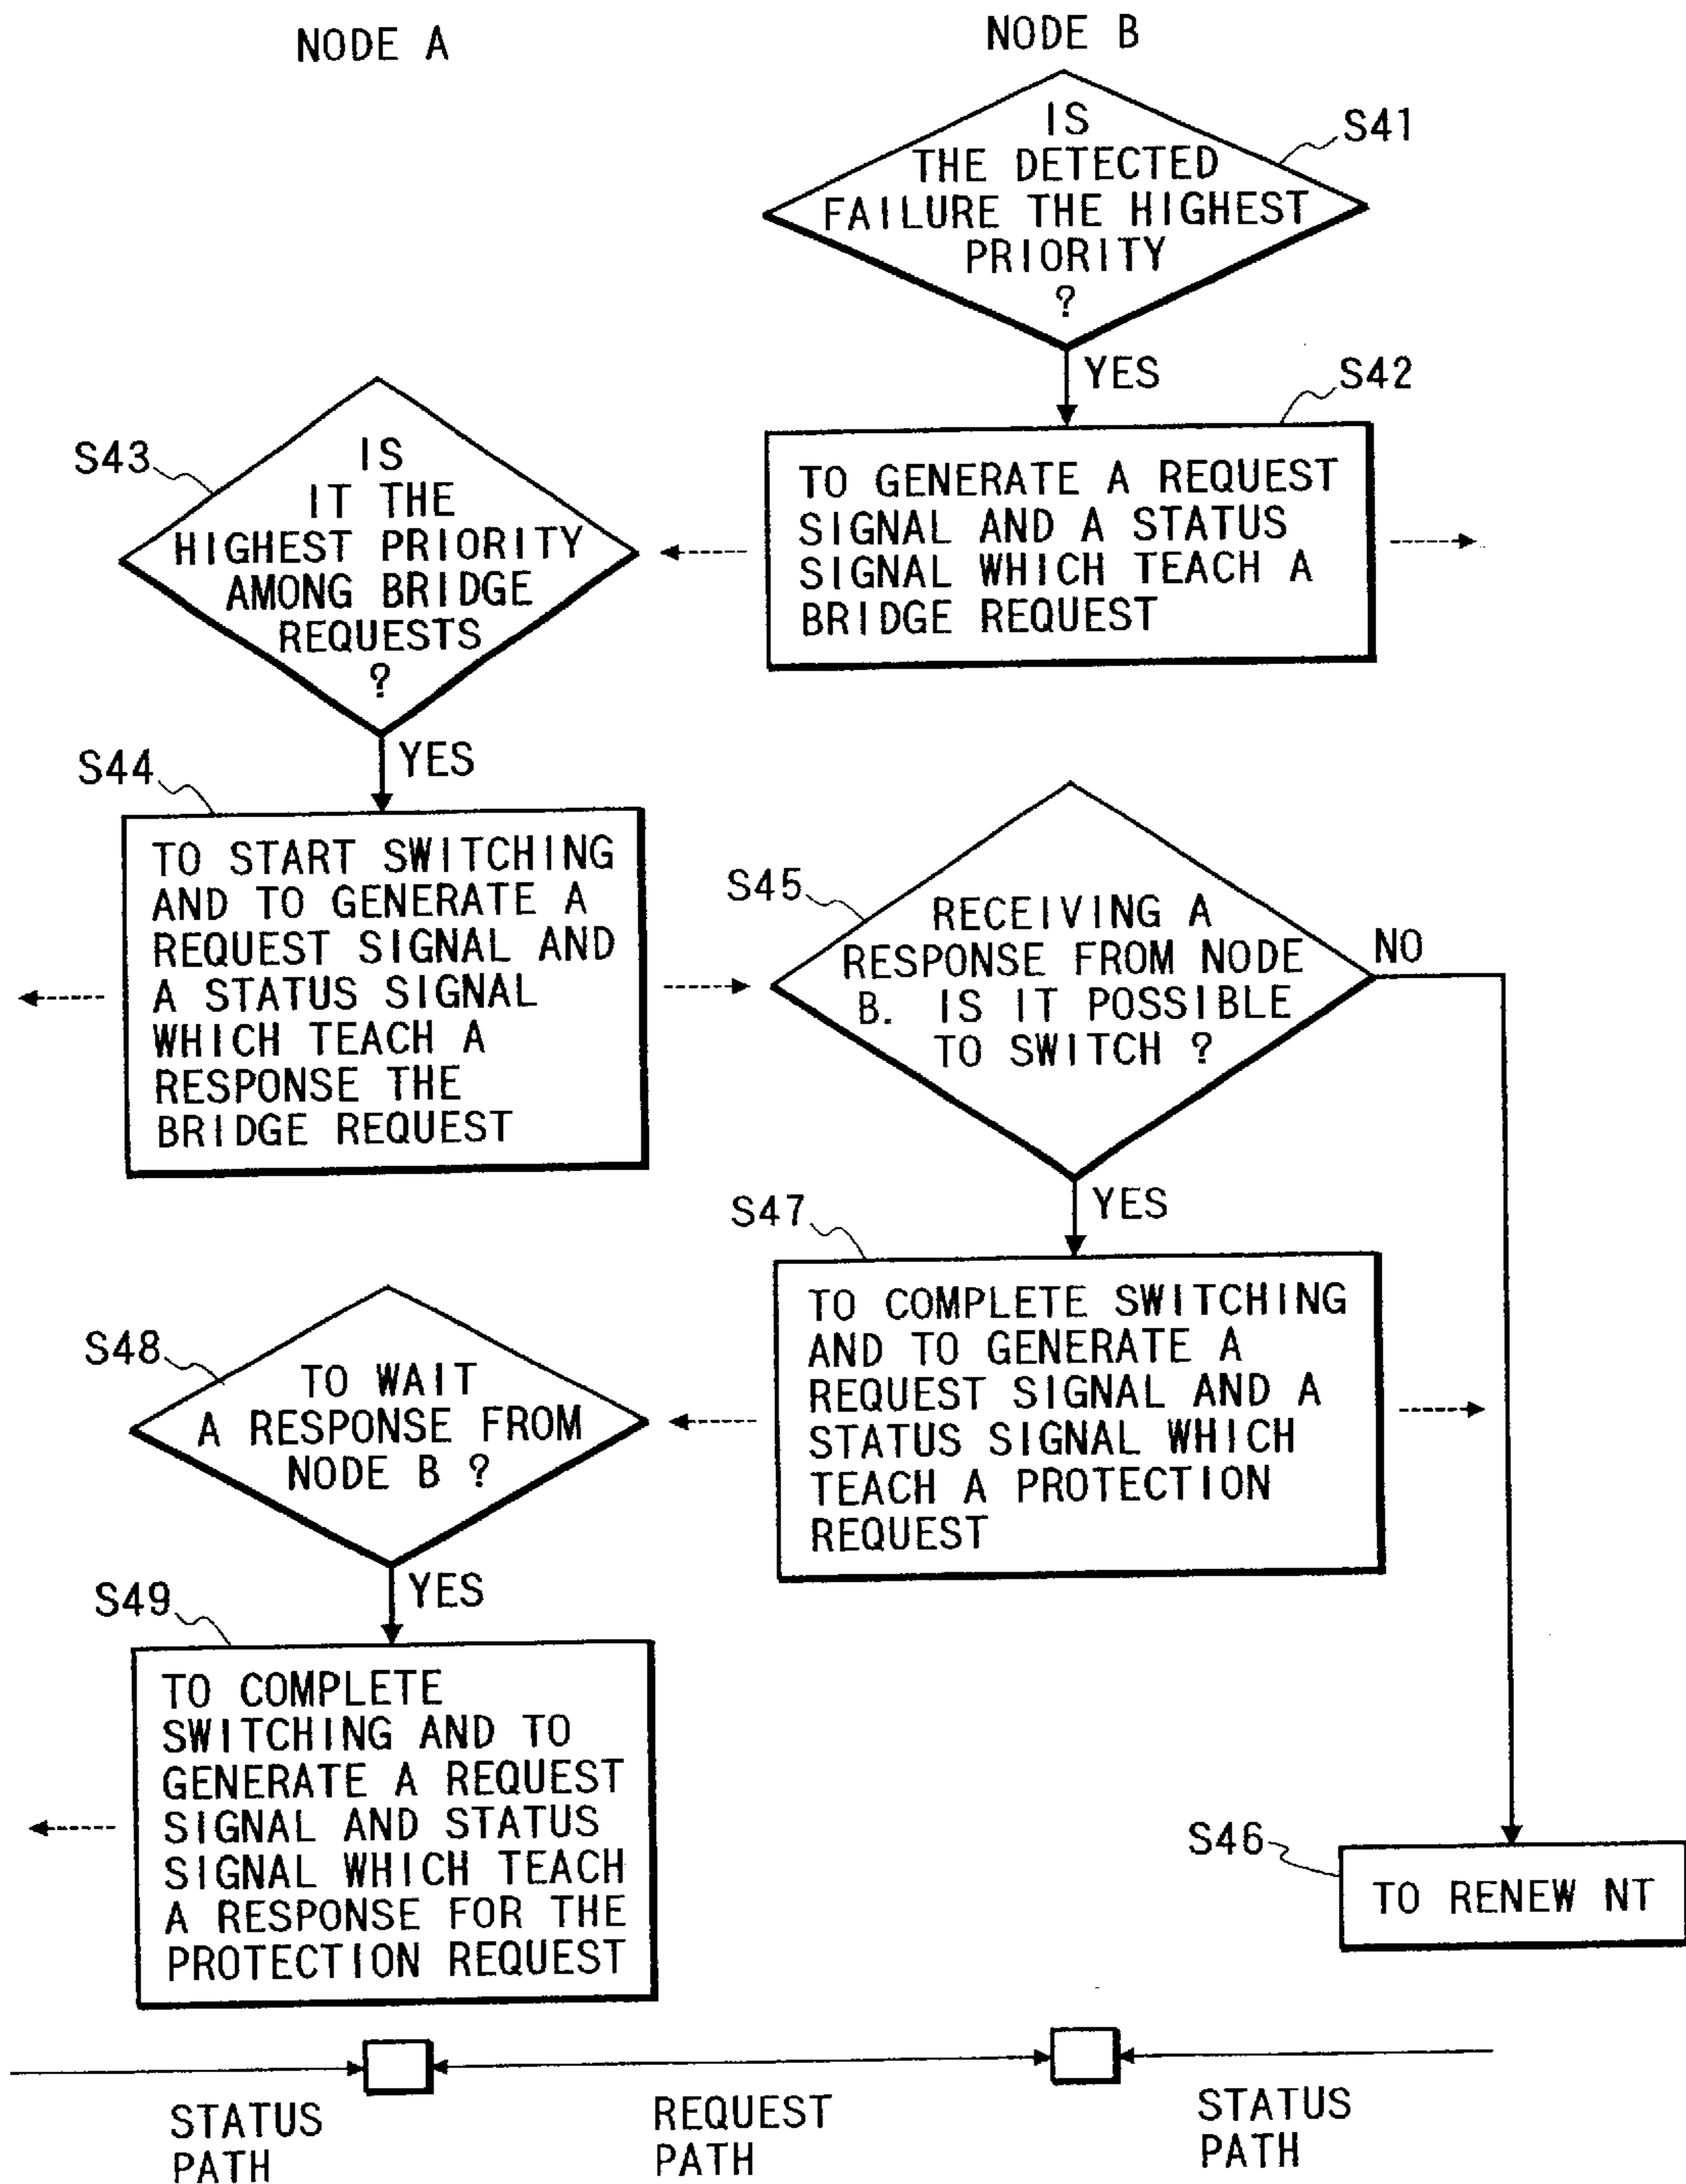 NODE A
NODE B
IS
THE DETECTED
FAILURE THE HIGHEST
PRIORITY
?
S41
YES
S42
TO GENERATE A REQUEST
SIGNAL AND A STATUS
SIGNAL WHICH TEACH A
BRIDGE REQUEST
S43
IS
IT THE
HIGHEST PRIORITY
AMONG BRIDGE
REQUESTS
?
YES
S44
TO START SWITCHING
AND TO GENERATE A
REQUEST SIGNAL AND
A STATUS SIGNAL
WHICH TEACH A
RESPONSE THE
BRIDGE REQUEST
S45
RECEIVING A
RESPONSE FROM NODE
B. IS IT POSSIBLE
TO SWITCH ?
NO
YES
S47
TO COMPLETE SWITCHING
AND TO GENERATE A
REQUEST SIGNAL AND A
STATUS SIGNAL WHICH
TEACH A PROTECTION
REQUEST
S48
TO WAIT
A RESPONSE FROM
NODE B ?
YES
S49
TO COMPLETE
SWITCHING AND TO
GENERATE A REQUEST
SIGNAL AND STATUS
SIGNAL WHICH TEACH
A RESPONSE FOR THE
PROTECTION REQUEST
S46
TO RENEW NT
STATUS
PATH
REQUEST
PATH
STATUS
PATH